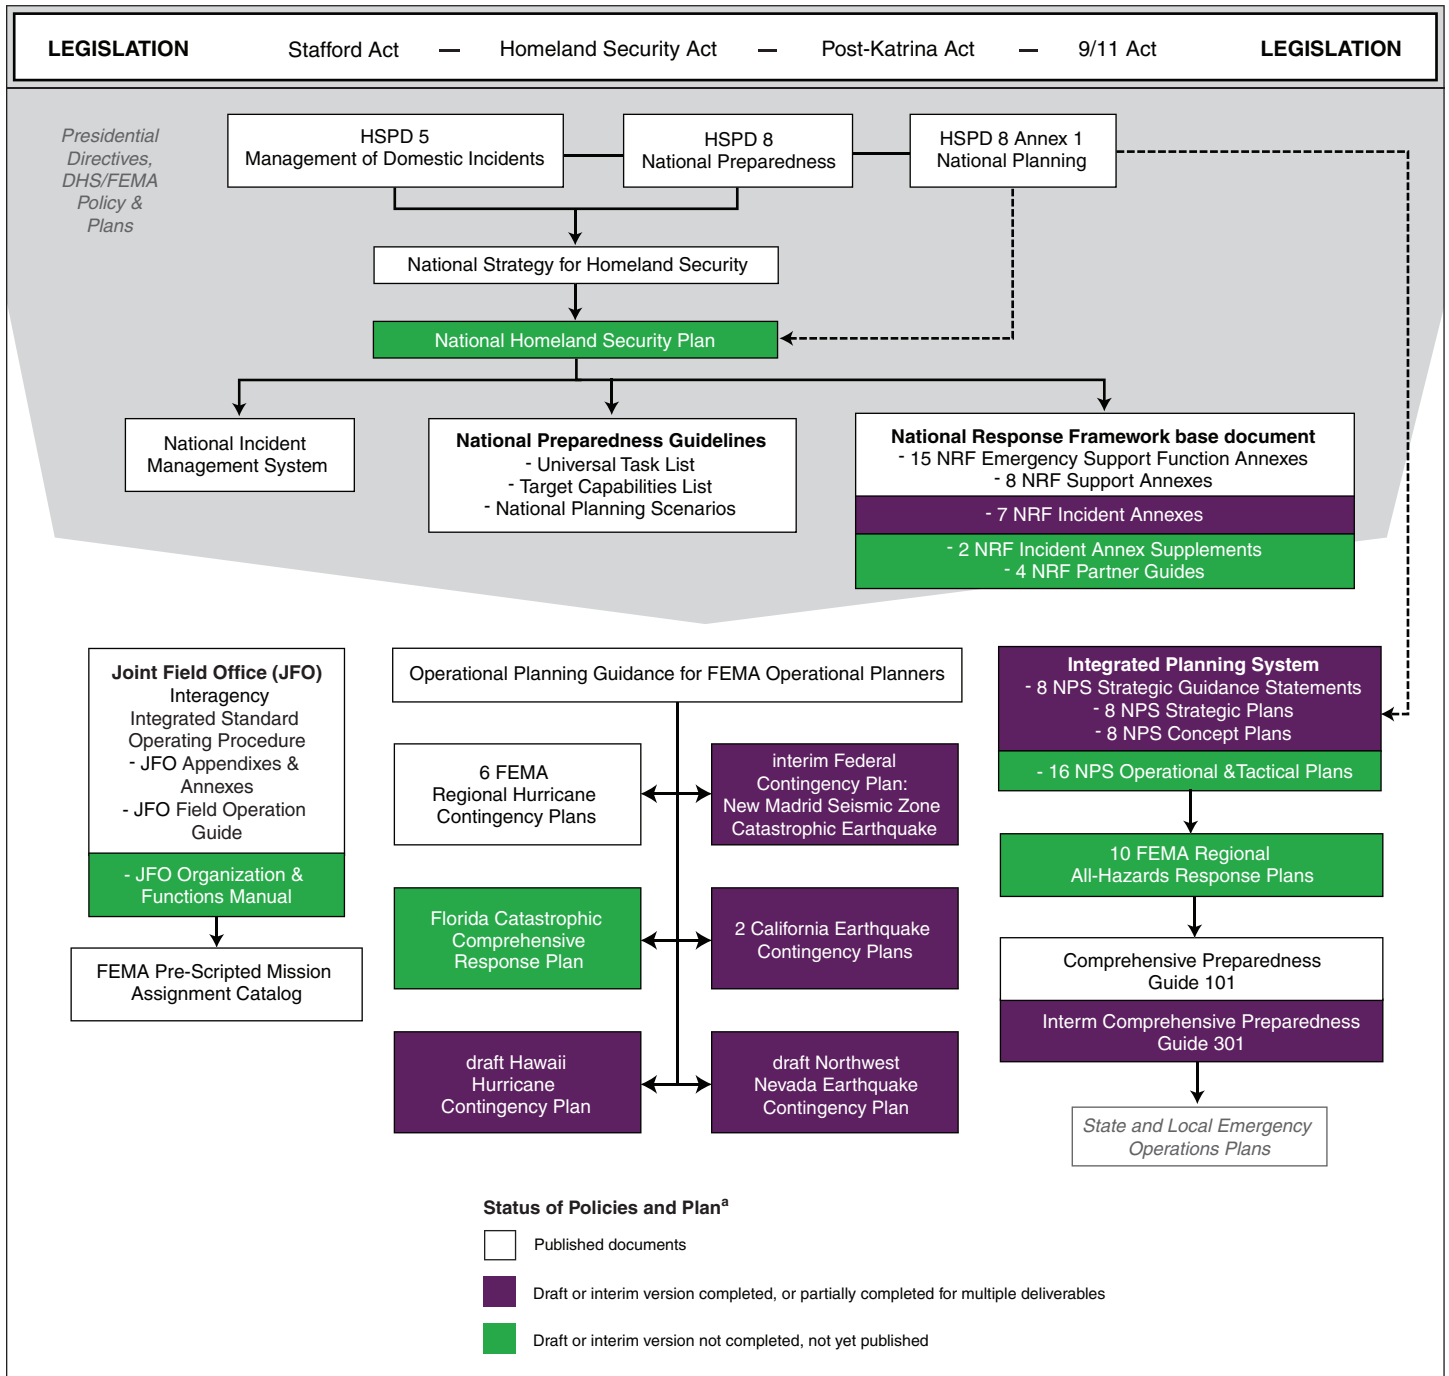 LEGISLATION Stafford Act — Homeland Security Act — Post-Katrina Act — 9/11 Act LEGISLATION
Presidential
Directives,
DHS/FEMA
Policy &
Plans
HSPD 5
Management of Domestic Incidents
HSPD 8
National Preparedness
HSPD 8 Annex 1
National Planning
National Strategy for Homeland Security
National Homeland Security Plan
National Incident
Management System
National Preparedness Guidelines
- Universal Task List
- Target Capabilities List
- National Planning Scenarios
National Response Framework base document
- 15 NRF Emergency Support Function Annexes
- 8 NRF Support Annexes
- 7 NRF Incident Annexes
- 2 NRF Incident Annex Supplements
- 4 NRF Partner Guides
Joint Field Office (JFO)
Interagency
Integrated Standard
Operating Procedure
- JFO Appendixes &
Annexes
- JFO Field Operation
Guide
- JFO Organization &
Functions Manual
FEMA Pre-Scripted Mission
Assignment Catalog
Operational Planning Guidance for FEMA Operational Planners
6 FEMA
Regional Hurricane
Contingency Plans
interim Federal
Contingency Plan:
New Madrid Seismic Zone
Catastrophic Earthquake
Florida Catastrophic
Comprehensive
Response Plan
2 California Earthquake
Contingency Plans
draft Hawaii
Hurricane
Contingency Plan
draft Northwest
Nevada Earthquake
Contingency Plan
Integrated Planning System
- 8 NPS Strategic Guidance Statements
- 8 NPS Strategic Plans
- 8 NPS Concept Plans
- 16 NPS Operational &Tactical Plans
10 FEMA Regional
All-Hazards Response Plans
Comprehensive Preparedness
Guide 101
Interm Comprehensive Preparedness
Guide 301
State and Local Emergency
Operations Plans
Status of Policies and Planᵃ
Published documents
Draft or interim version completed, or partially completed for multiple deliverables
Draft or interim version not completed, not yet published